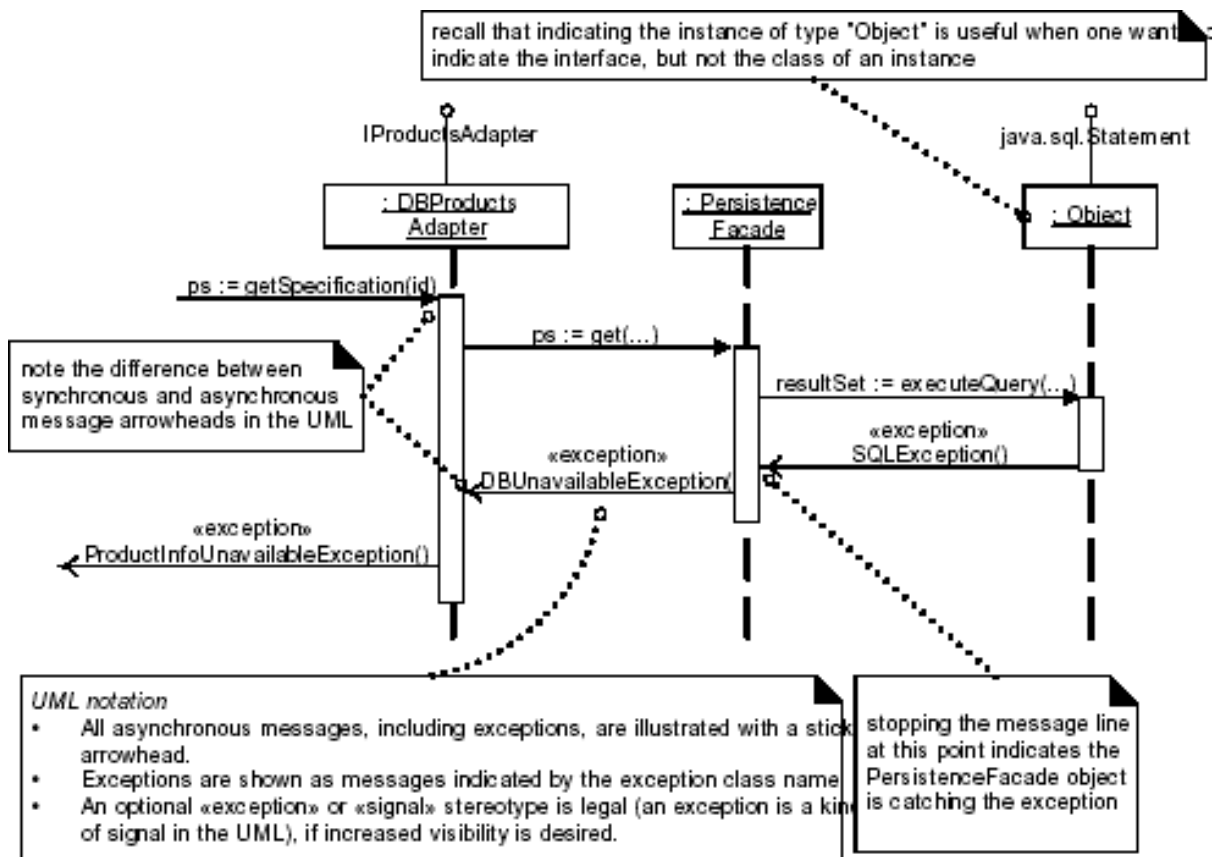 recall that indicating the instance of type "Object" is useful when one want
indicate the interface, but not the class of an instance
IProductsAdapter
java.sql.Statement
: DBProducts
Adapter
: Persistence
Facade
: Object
ps := getSpecification(id)
ps := get(...)
note the difference between
synchronous and asynchronous
message arrowheads in the UML
resultSet := executeQuery(...)
«exception»
SQLException()
«exception»
DBUnavailableException(
«exception»
ProductInfoUnavailableException()
UML notation
• All asynchronous messages, including exceptions, are illustrated with a stick
arrowhead.
• Exceptions are shown as messages indicated by the exception class name
• An optional «exception» or «signal» stereotype is legal (an exception is a kin
of signal in the UML), if increased visibility is desired.
stopping the message line
at this point indicates the
PersistenceFacade object
is catching the exception